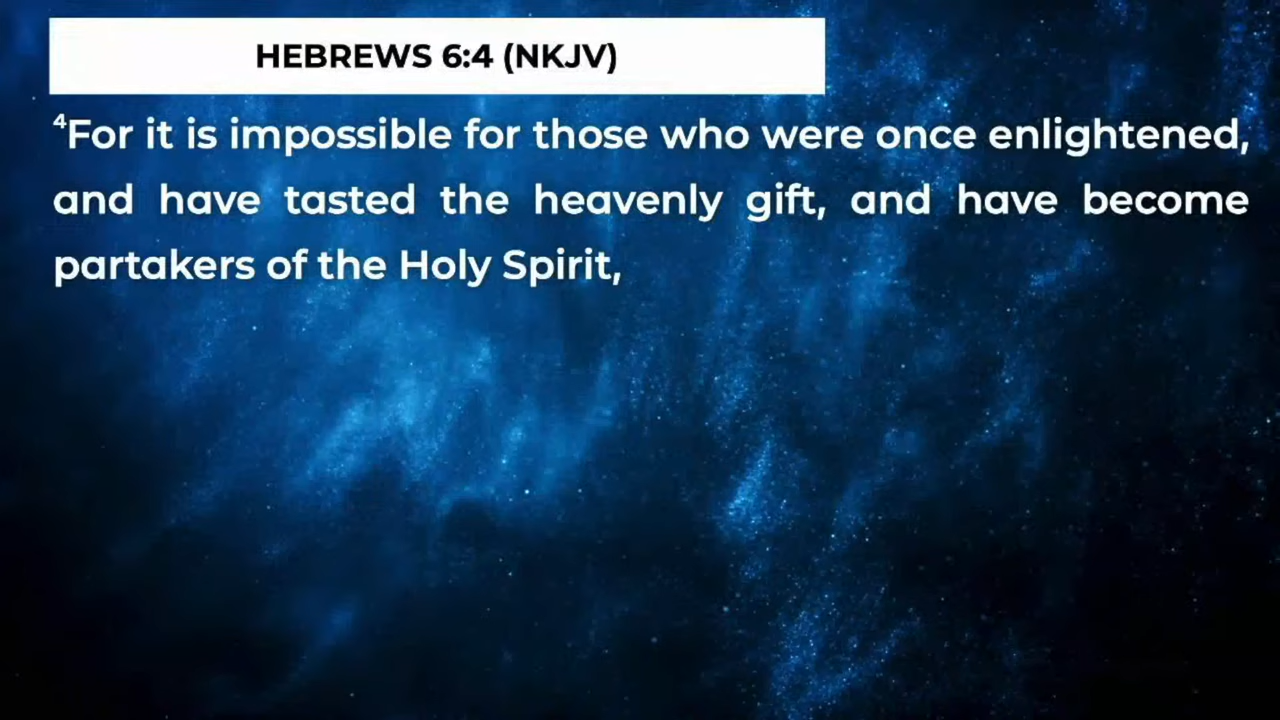 HEBREWS 6:4 (NKJV)
⁴For it is impossible for those who were once enlightened,
and have tasted the heavenly gift, and have become
partakers of the Holy Spirit,